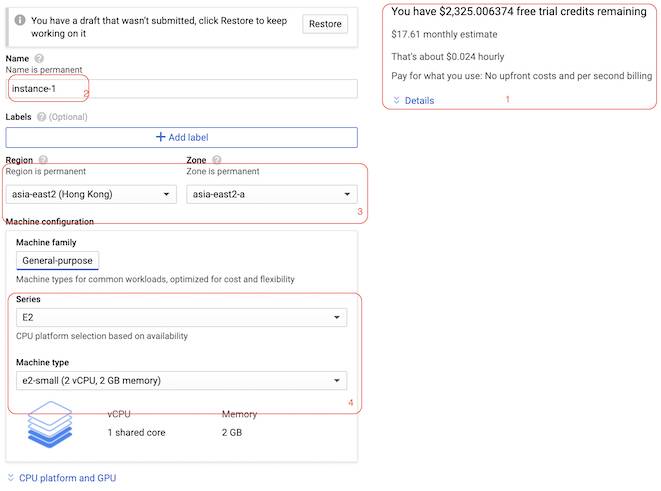 You have a draft that wasn't submitted, click Restore to keep
working on it
Restore
Name
Name is permanent
instance-1
2
Labels (Optional)
Add label
Region
Region is permanent
asia-east2 (Hong Kong)
Zone
Zone is permanent
asia-east2-a
3
Machine configuration
Machine family
General-purpose
Machine types for common workloads, optimized for cost and flexibility
Series
E2
CPU platform selection based on availability
Machine type
e2-small (2 vCPU, 2 GB memory)
4
vCPU
1 shared core
Memory
2 GB
CPU platform and GPU
You have $2,325.006374 free trial credits remaining
$17.61 monthly estimate
That's about $0.024 hourly
Pay for what you use: No upfront costs and per second billing
Details
1